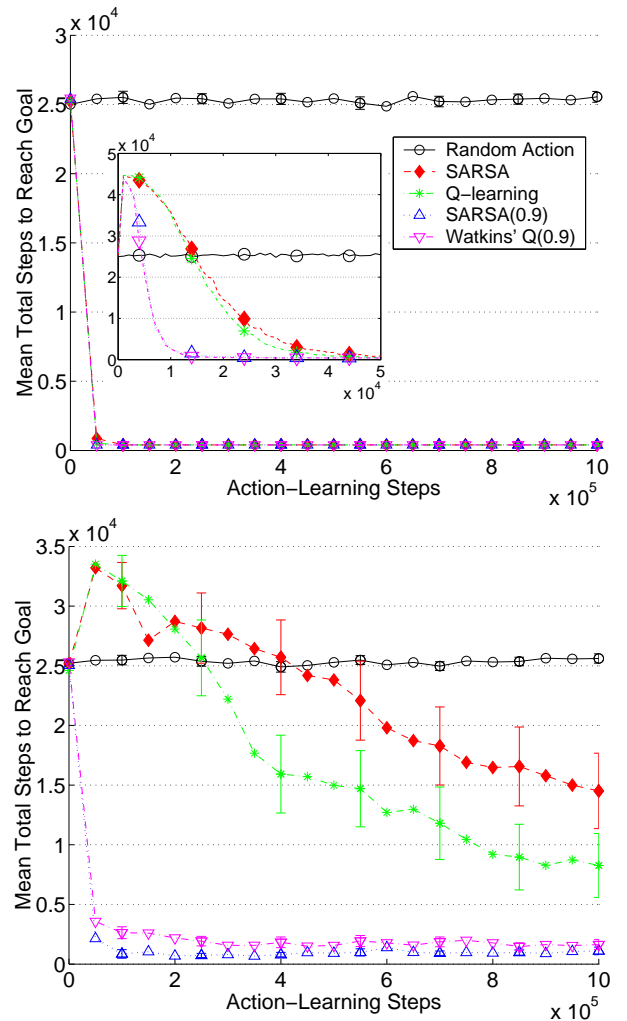 x 10^4
3
2.5
2
1.5
1
0.5
0
Mean Total Steps to Reach Goal
x 10^4
5
4
3
2
1
0
0 1 2 3 4 5
x 10^4
Random Action
SARSA
Q−learning
SARSA(0.9)
Watkins' Q(0.9)
0 2 4 6 8 10
Action−Learning Steps
x 10^5
x 10^4
3.5
3
2.5
2
1.5
1
0.5
0
Mean Total Steps to Reach Goal
0 2 4 6 8 10
Action−Learning Steps
x 10^5